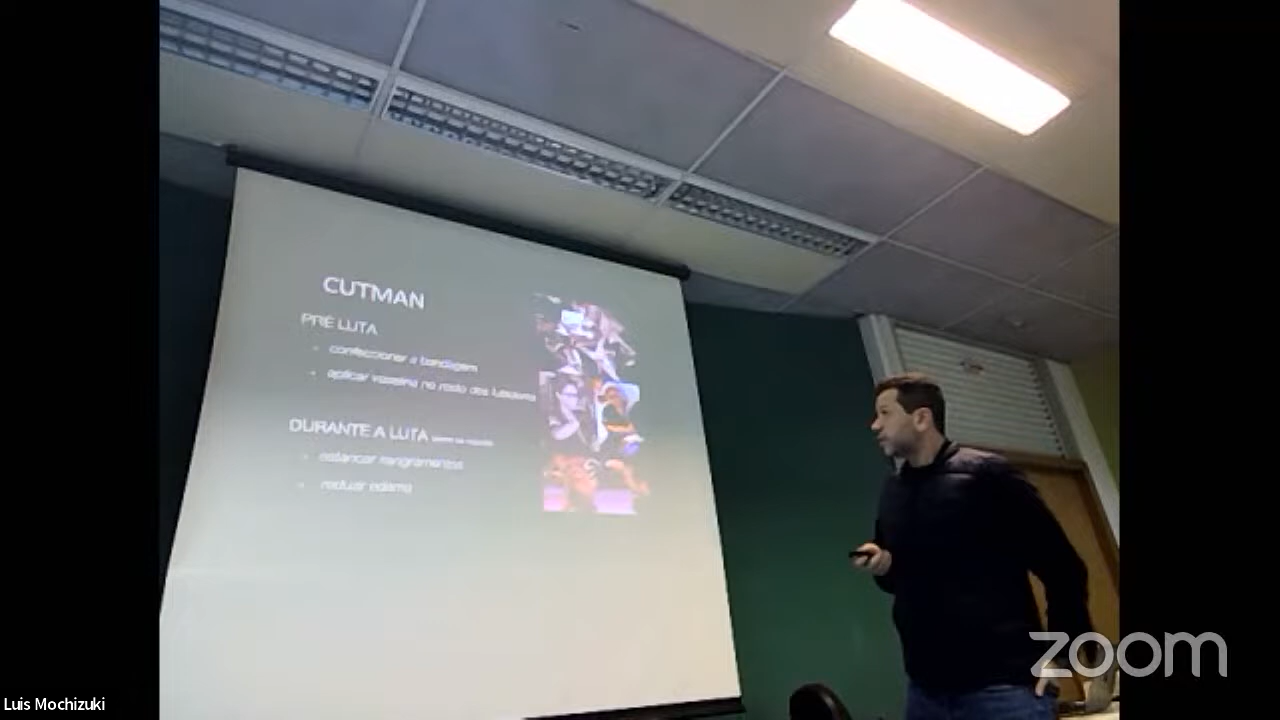 CUTMAN
PRÉ LUTA
confeccionar a bandagem
aplicar vaselina no rosto dos lutadores
DURANTE A LUTA
estancar sangramentos
reduzir edema
zoom
Luis Mochizuki